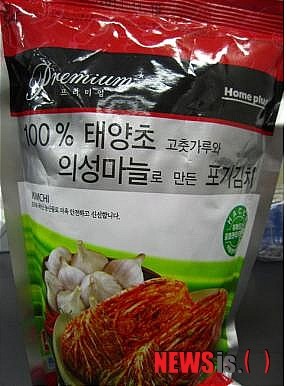 Premium
프리미엄
Home plus
100 % 태양초 고춧가루와
의성마늘로 만든 포기김치
KIMCHI
HACCP
NEWSis.( )